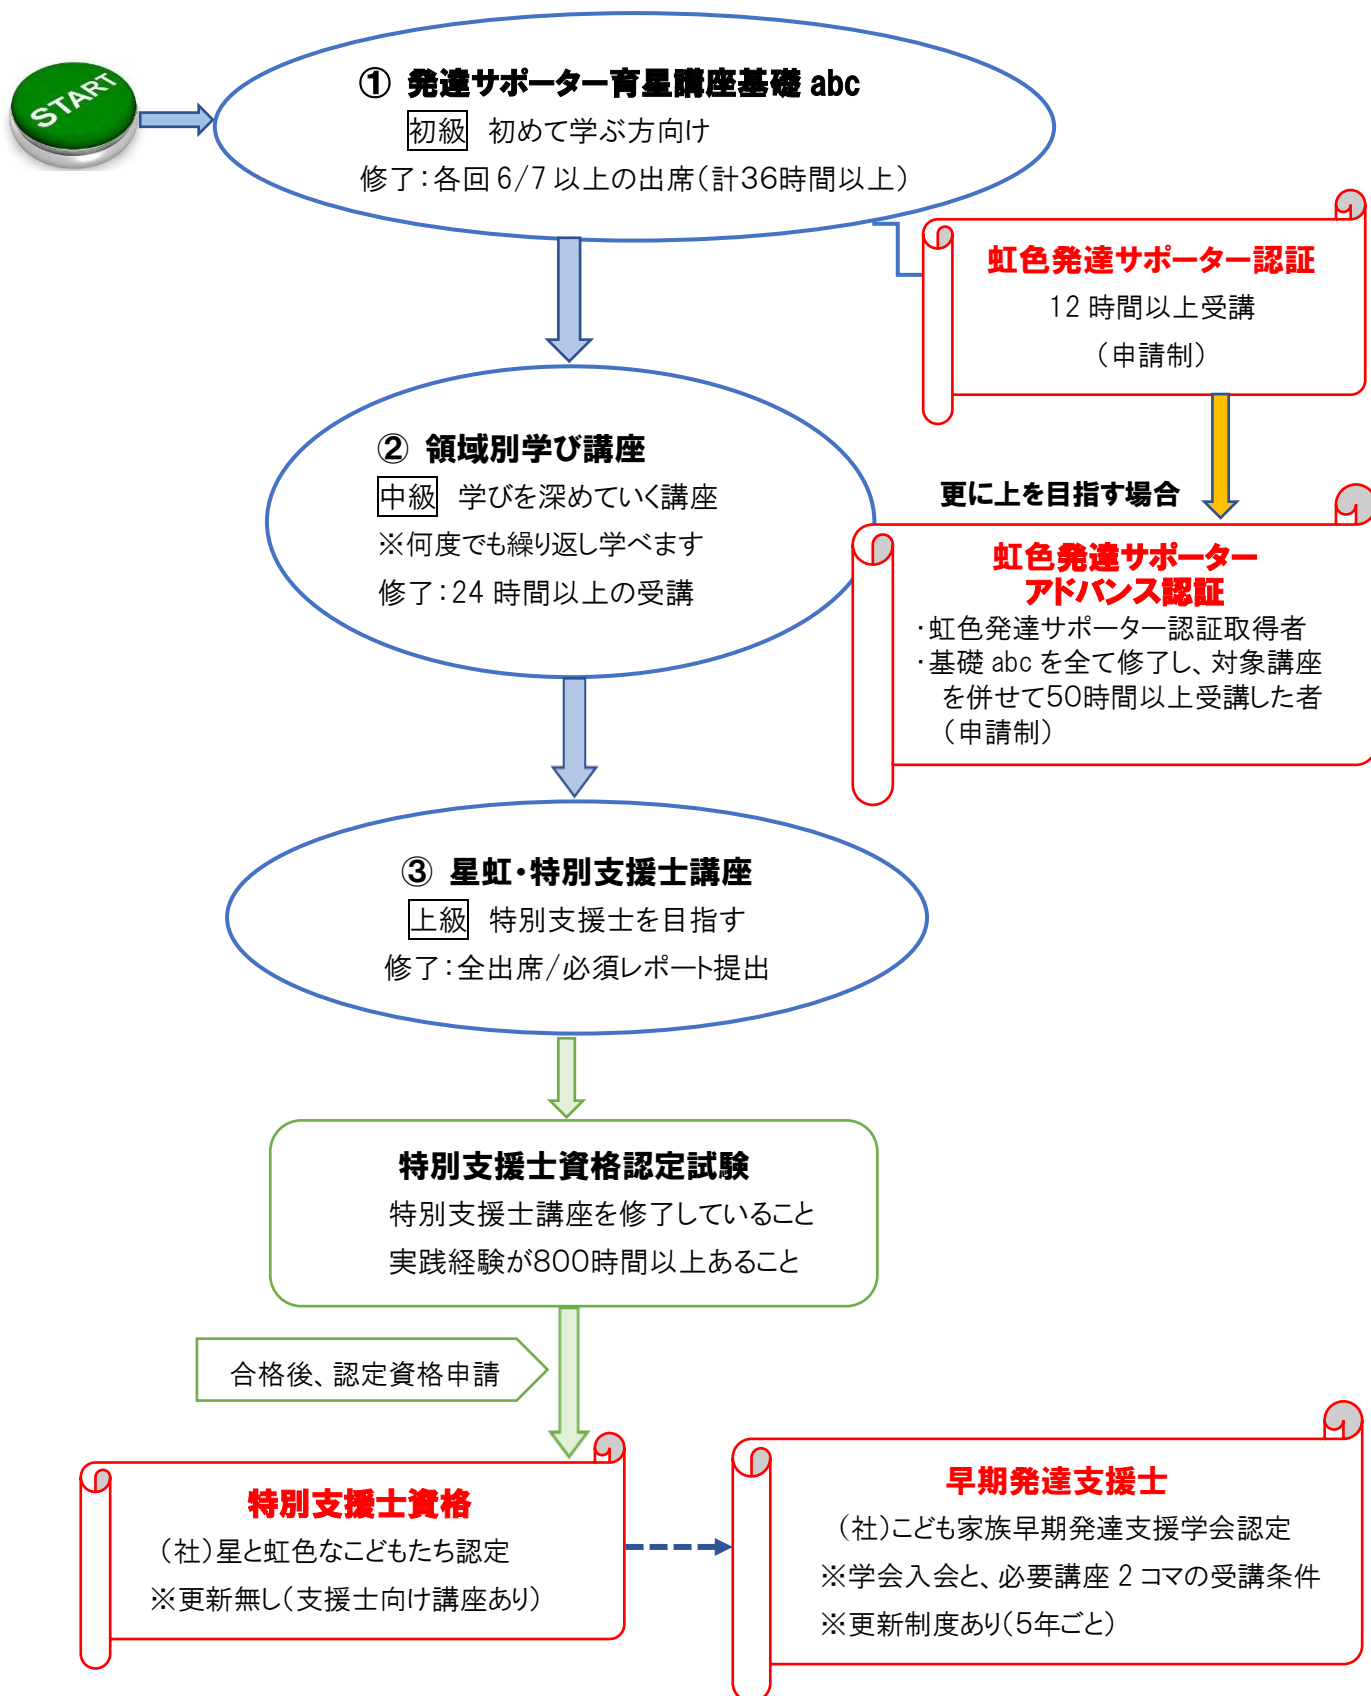 START
① 発達サポーター育星講座基礎 abc
初級 初めて学ぶ方向け
修了：各回 6/7 以上の出席（計36時間以上）
虹色発達サポーター認証
12 時間以上受講
（申請制）
② 領域別学び講座
中級 学びを深めていく講座
※何度でも繰り返し学べます
修了：24 時間以上の受講
更に上を目指す場合
虹色発達サポーター
アドバンス認証
・虹色発達サポーター認証取得者
・基礎 abc を全て修了し、対象講座
を併せて50時間以上受講した者
（申請制）
③ 星虹・特別支援士講座
上級 特別支援士を目指す
修了：全出席/必須レポート提出
特別支援士資格認定試験
特別支援士講座を修了していること
実践経験が800時間以上あること
合格後、認定資格申請
特別支援士資格
（社）星と虹色なこどもたち認定
※更新無し（支援士向け講座あり）
早期発達支援士
（社）こども家族早期発達支援学会認定
※学会入会と、必要講座 2 コマの受講条件
※更新制度あり（5年ごと）